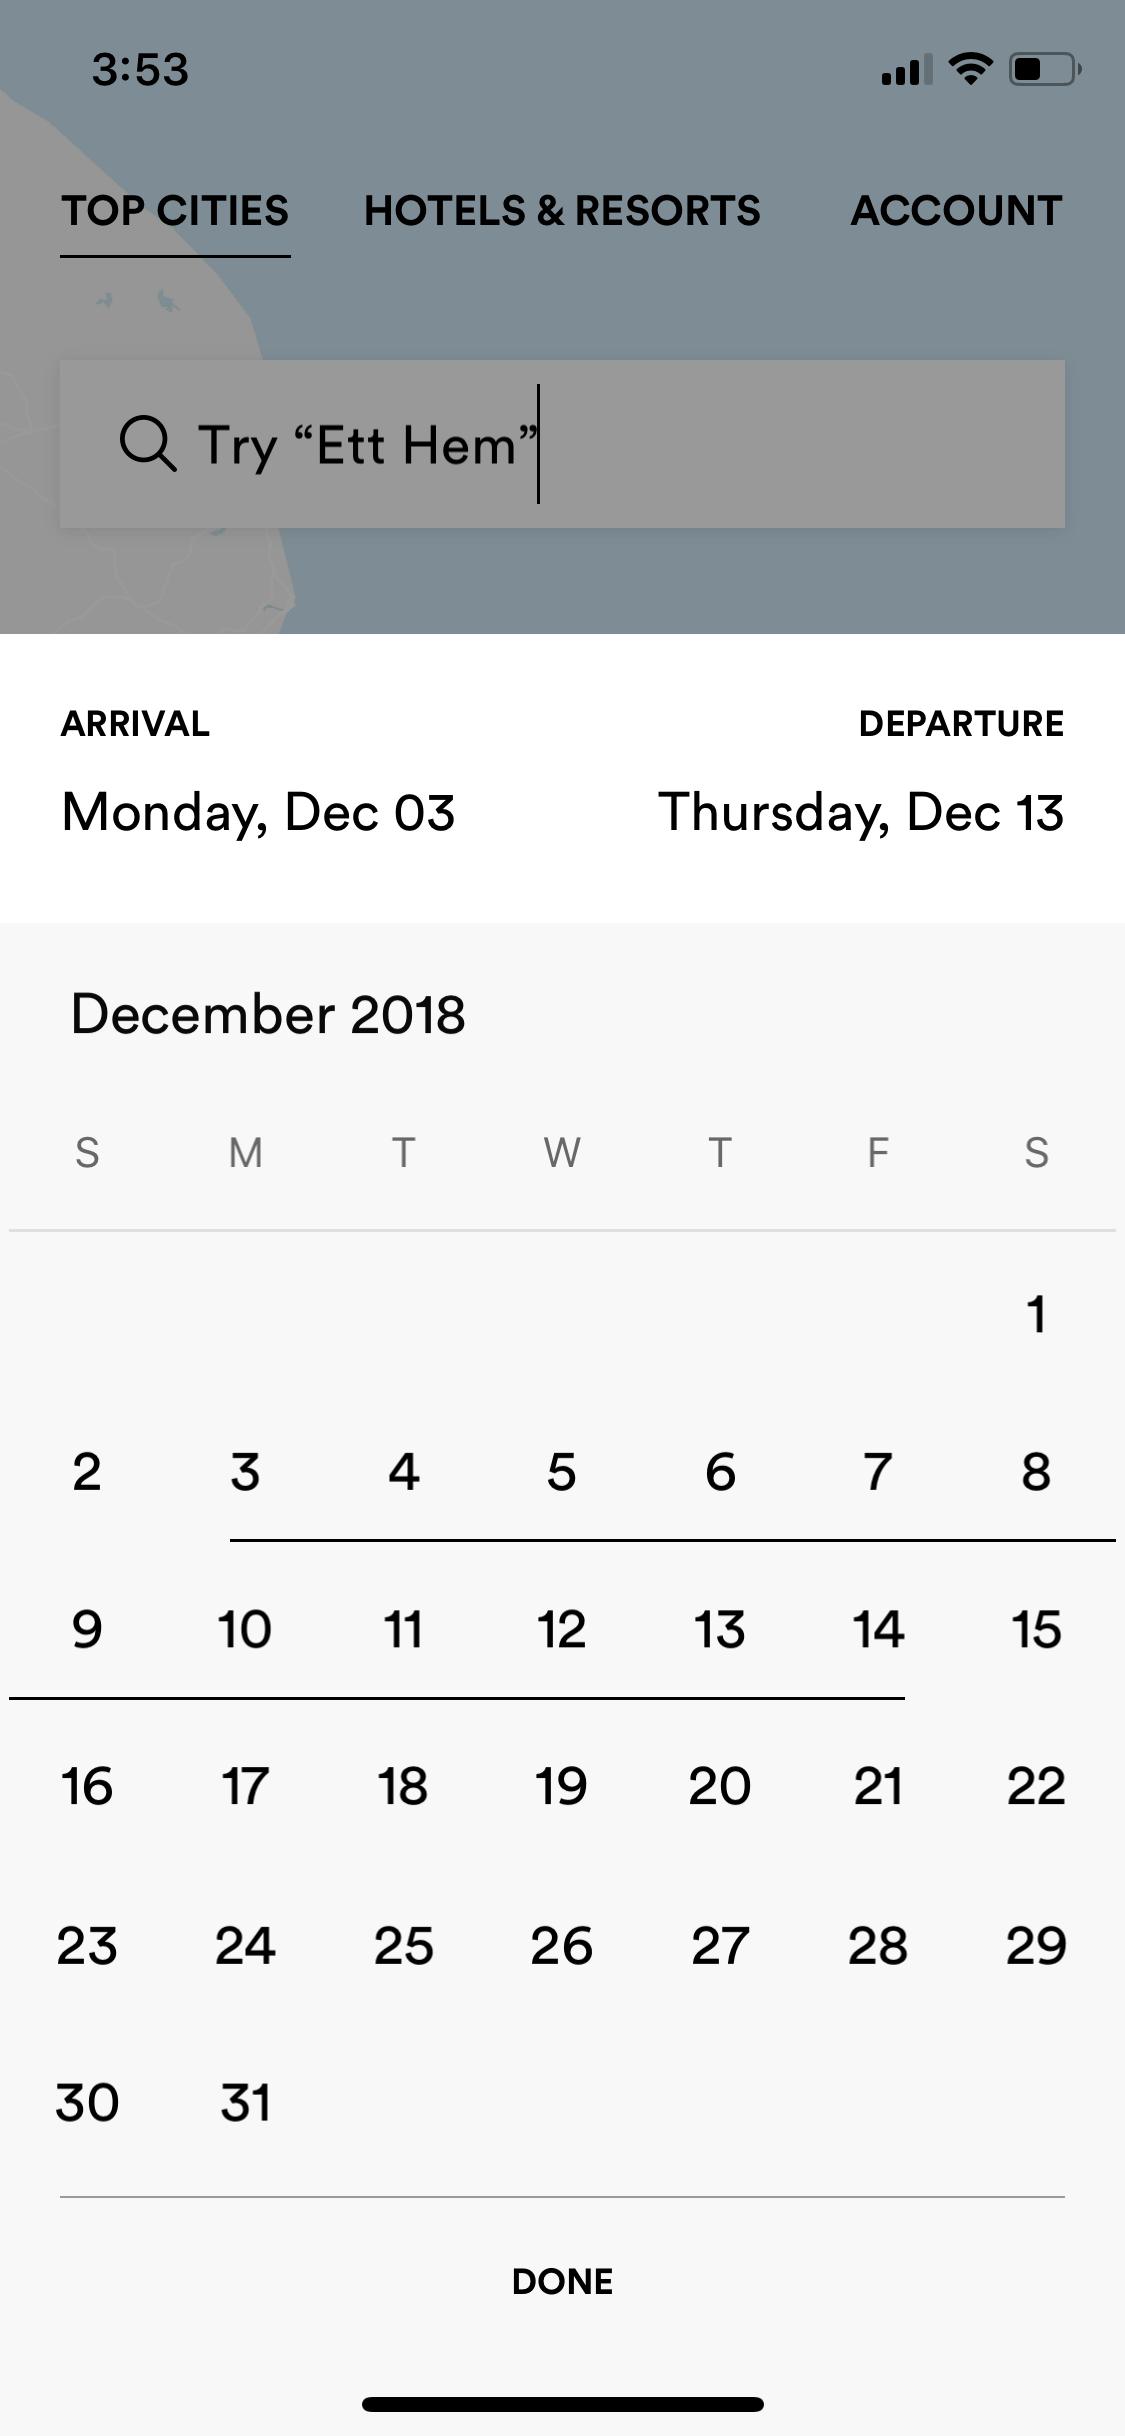 3:53
TOP CITIES HOTELS & RESORTS ACCOUNT
Try “Ett Hem”
ARRIVAL DEPARTURE
Monday, Dec 03 Thursday, Dec 13
December 2018
S M T W T F S
1
2 3 4 5 6 7 8
9 10 11 12 13 14 15
16 17 18 19 20 21 22
23 24 25 26 27 28 29
30 31
DONE